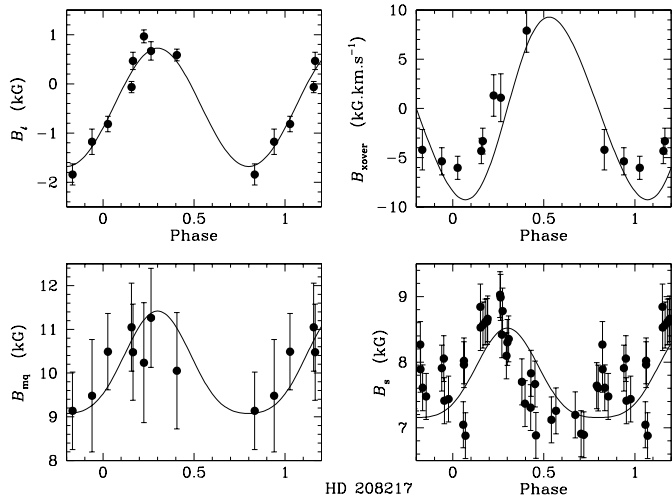 1
0
−1
−2
B_ℓ (kG)
0 0.5 1
Phase
10
5
0
−5
−10
B_xover (kG.km.s⁻¹)
0 0.5 1
Phase
12
11
10
9
8
B_mq (kG)
0 0.5 1
9
8
7
B_s (kG)
0 0.5 1
Phase
HD 208217